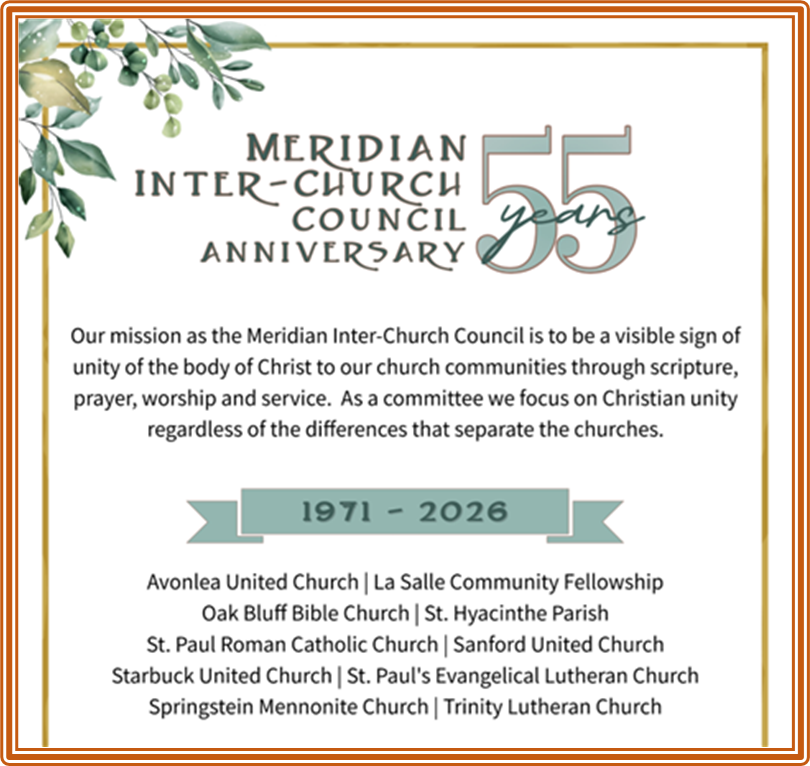 MERIDIAN
INTER-CHURCH
COUNCIL
ANNIVERSARY
55
years
Our mission as the Meridian Inter-Church Council is to be a visible sign of
unity of the body of Christ to our church communities through scripture,
prayer, worship and service.  As a committee we focus on Christian unity
regardless of the differences that separate the churches.
1971 - 2026
Avonlea United Church | La Salle Community Fellowship
Oak Bluff Bible Church | St. Hyacinthe Parish
St. Paul Roman Catholic Church | Sanford United Church
Starbuck United Church | St. Paul's Evangelical Lutheran Church
Springstein Mennonite Church | Trinity Lutheran Church